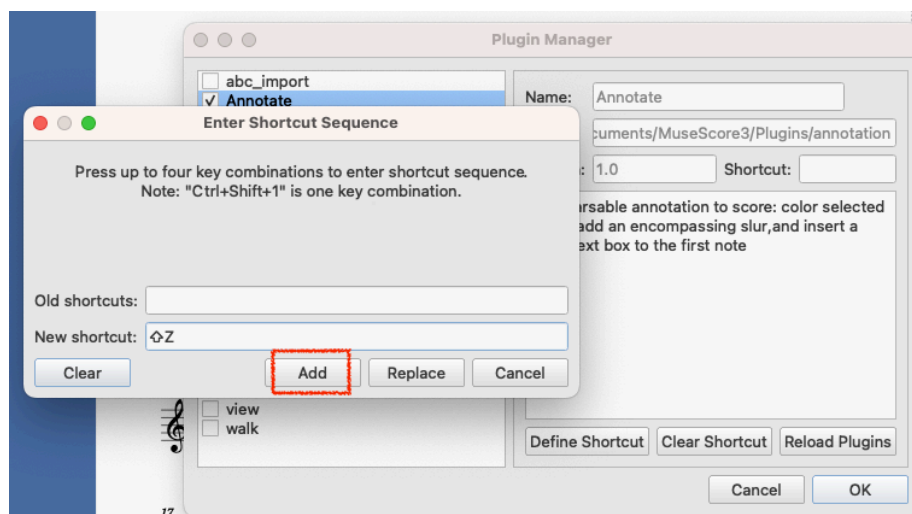 Plugin Manager
abc_import
Annotate
Name: Annotate
cuments/MuseScore3/Plugins/annotation
: 1.0 Shortcut:
arsable annotation to score: color selected
add an encompassing slur,and insert a
ext box to the first note
Enter Shortcut Sequence
Press up to four key combinations to enter shortcut sequence.
Note: "Ctrl+Shift+1" is one key combination.
Old shortcuts:
New shortcut: ⇧Z
Clear Add Replace Cancel
view
walk
Define Shortcut Clear Shortcut Reload Plugins
Cancel OK
17